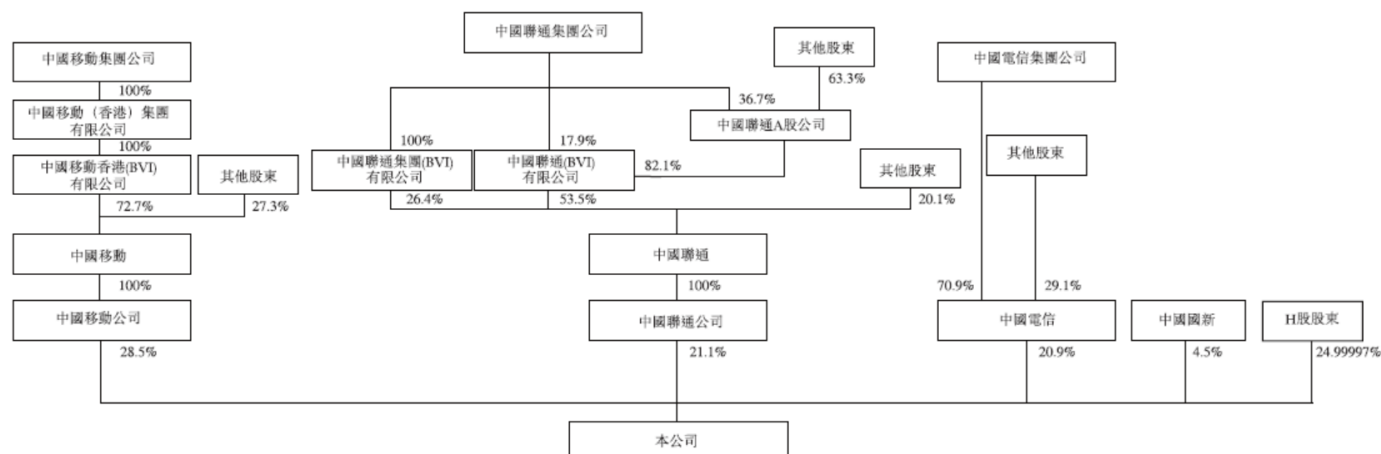 中國聯通集團公司
其他股東
中國移動集團公司
中國電信集團公司
63.3%
100%
36.7%
中國移動（香港）集團
有限公司
中國聯通A股公司
100%
100%
17.9%
其他股東
中國移動香港(BVI)
有限公司
其他股東
中國聯通集團(BVI)
有限公司
中國聯通(BVI)
有限公司
82.1%
其他股東
72.7%
27.3%
26.4%
53.5%
20.1%
中國移動
中國聯通
100%
100%
70.9%
29.1%
中國移動公司
中國聯通公司
中國電信
中國國新
H股股東
28.5%
21.1%
20.9%
4.5%
24.99997%
本公司